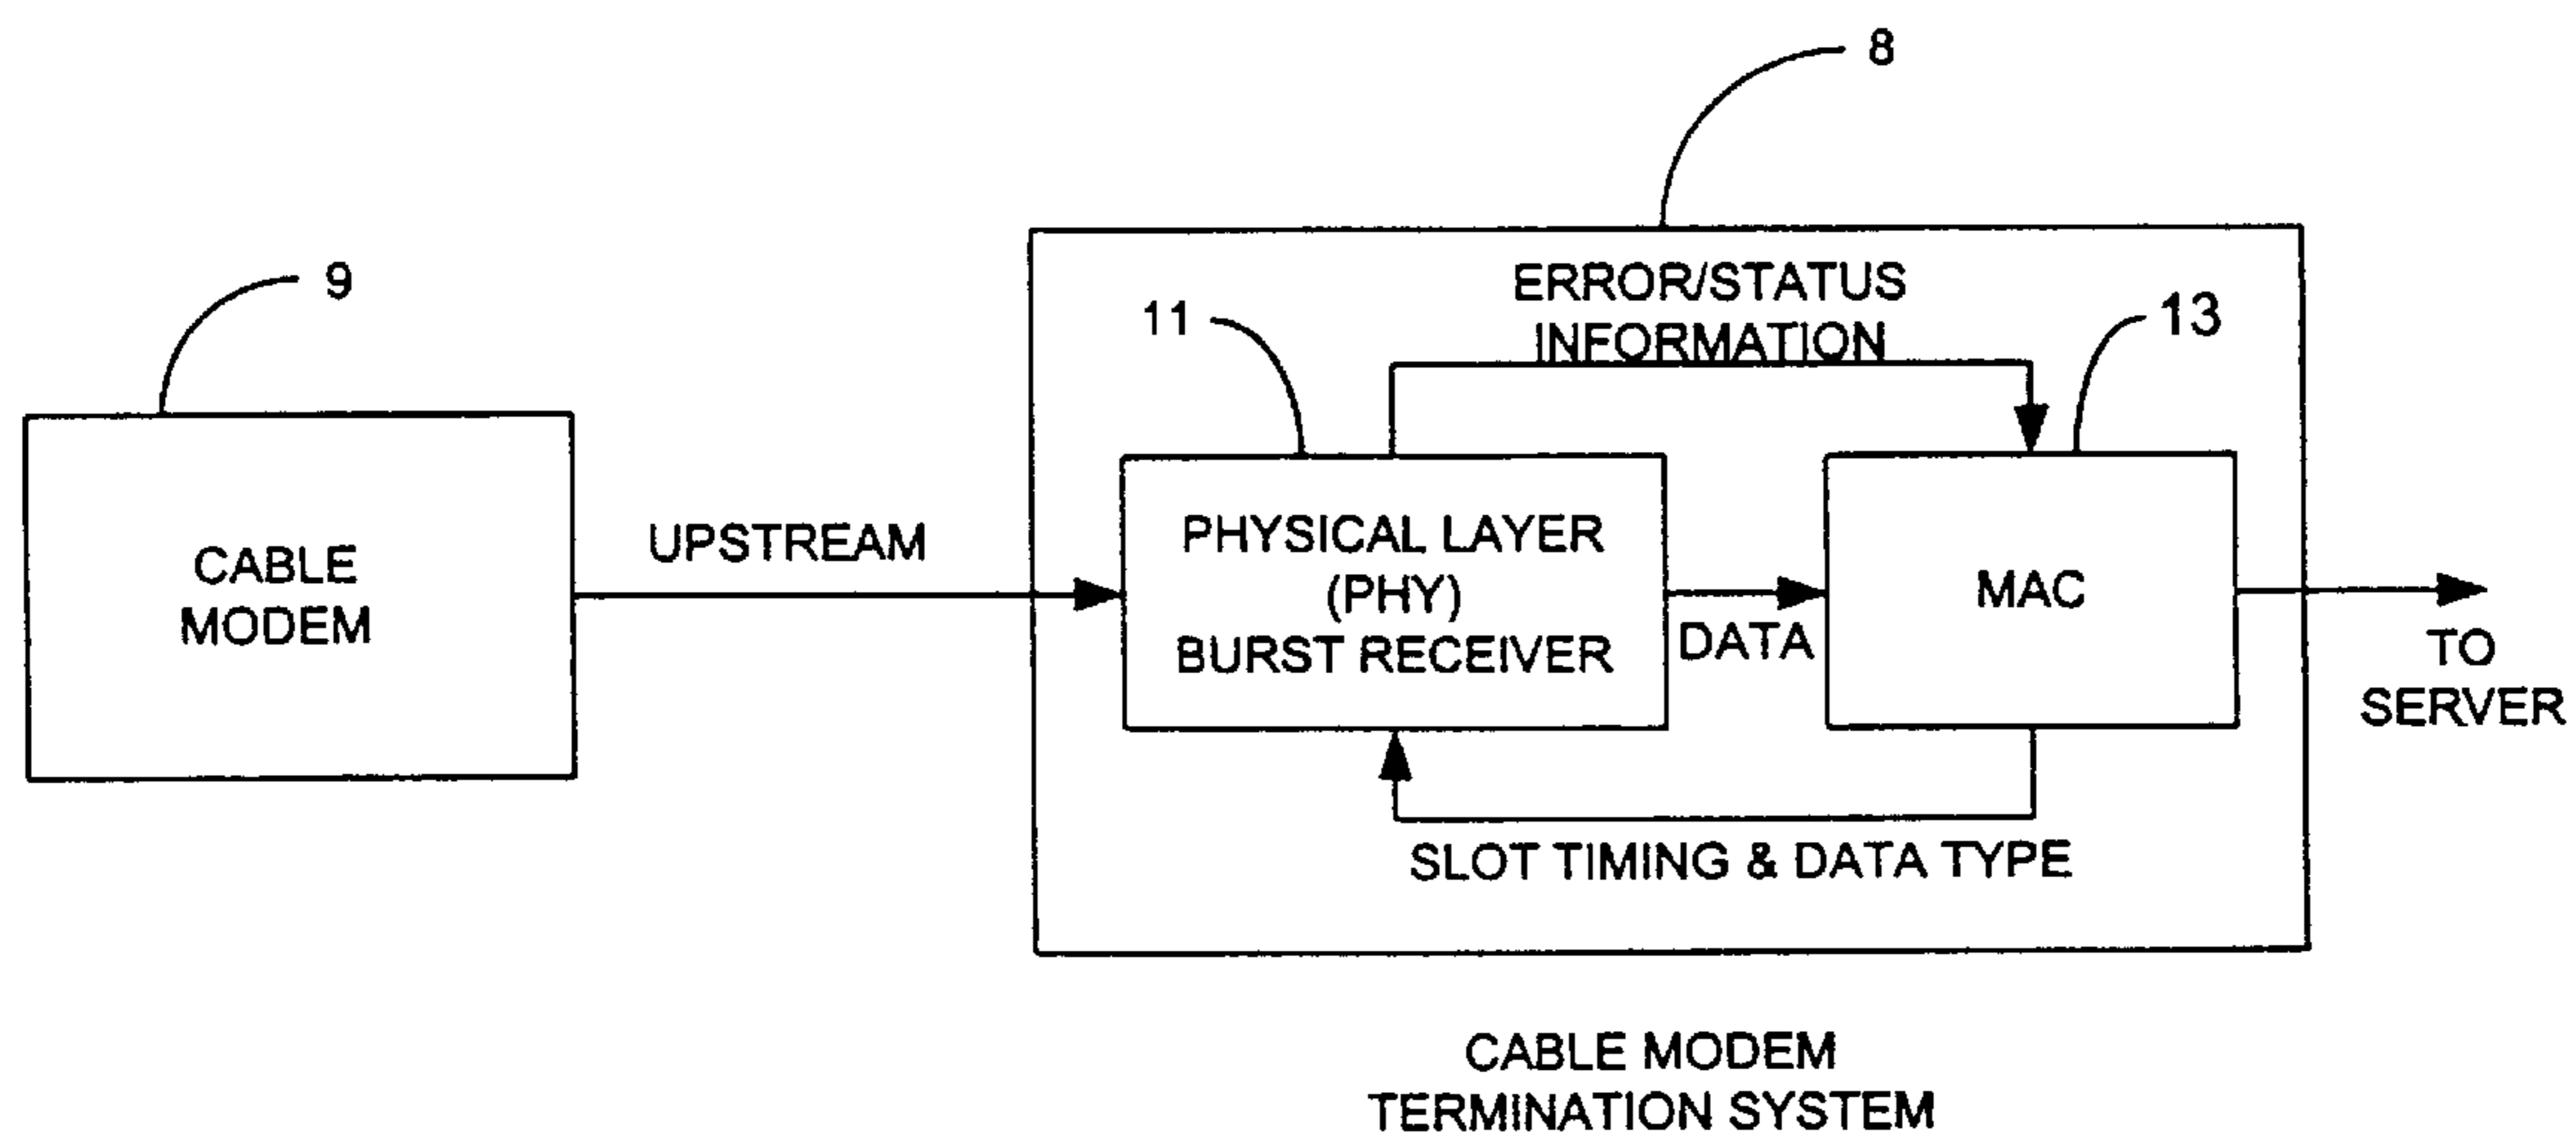 8
9
ERROR/STATUS
INFORMATION
11
13
CABLE
MODEM
UPSTREAM
PHYSICAL LAYER
(PHY)
BURST RECEIVER
DATA
MAC
TO
SERVER
SLOT TIMING & DATA TYPE
CABLE MODEM
TERMINATION SYSTEM